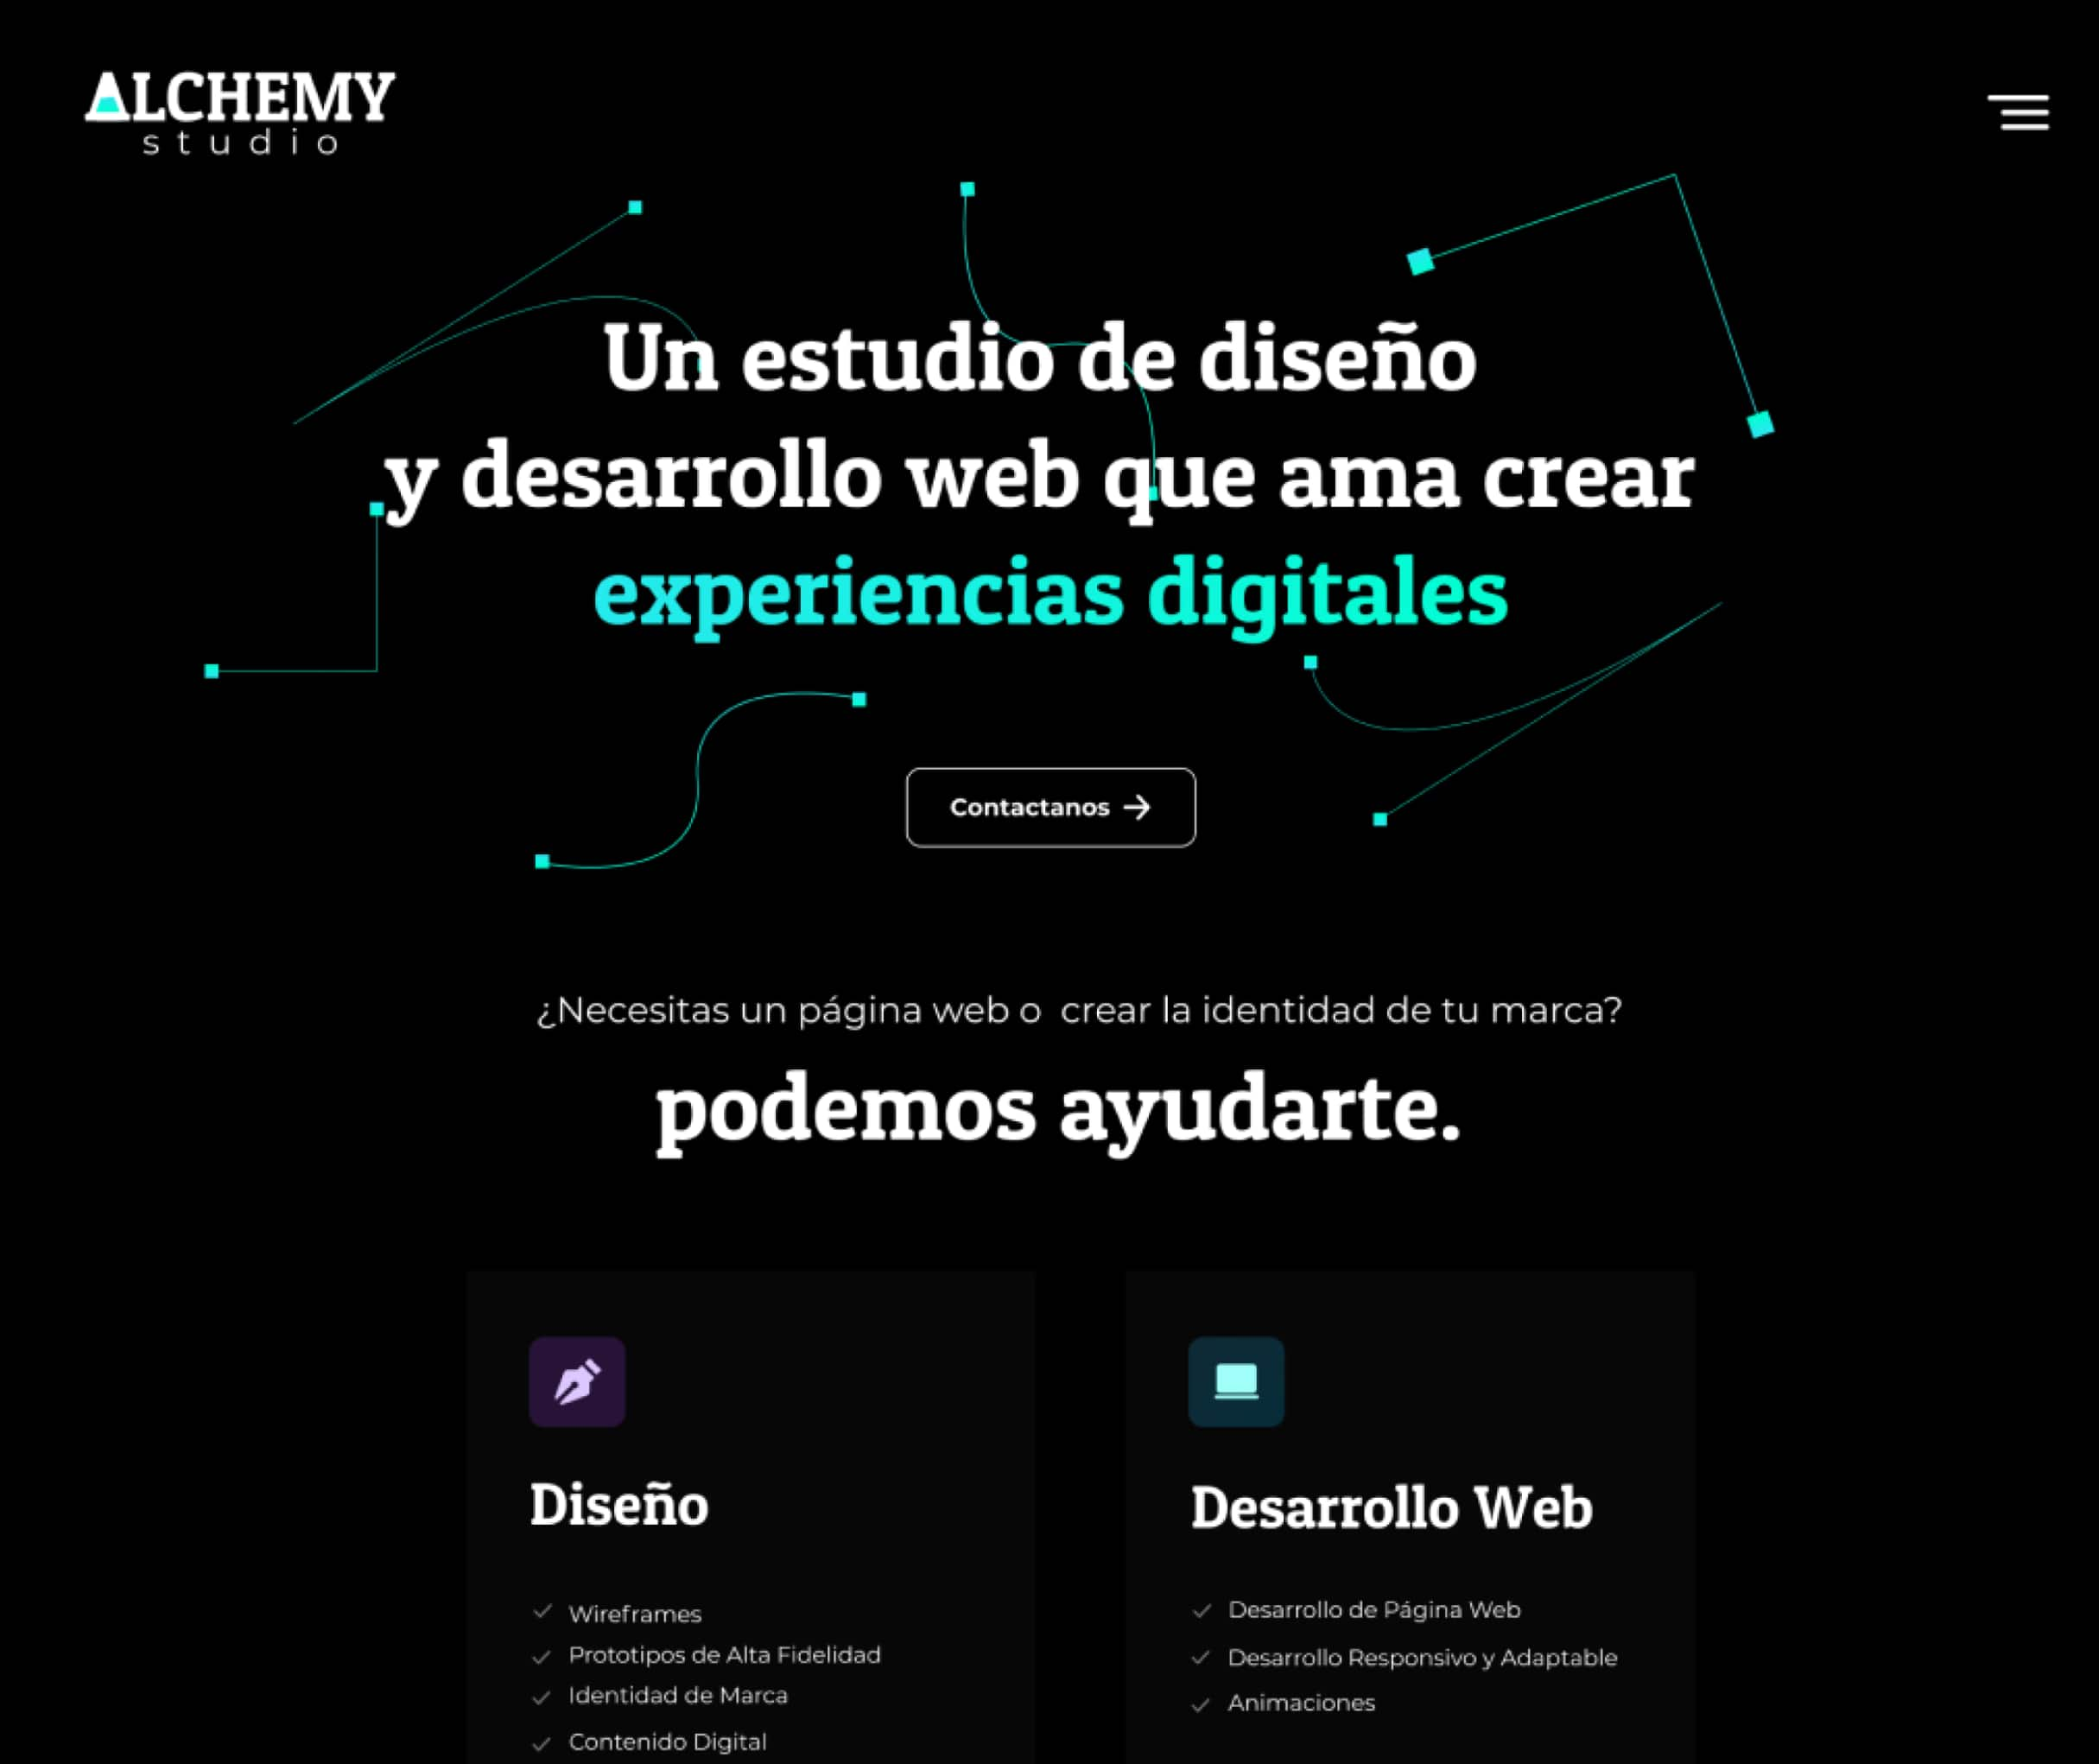 ALCHEMY
studio
Un estudio de diseño
y desarrollo web que ama crear
experiencias digitales
Contactanos
¿Necesitas un página web o crear la identidad de tu marca?
podemos ayudarte.
Diseño
Wireframes
Prototipos de Alta Fidelidad
Identidad de Marca
Contenido Digital
Desarrollo Web
Desarrollo de Página Web
Desarrollo Responsivo y Adaptable
Animaciones